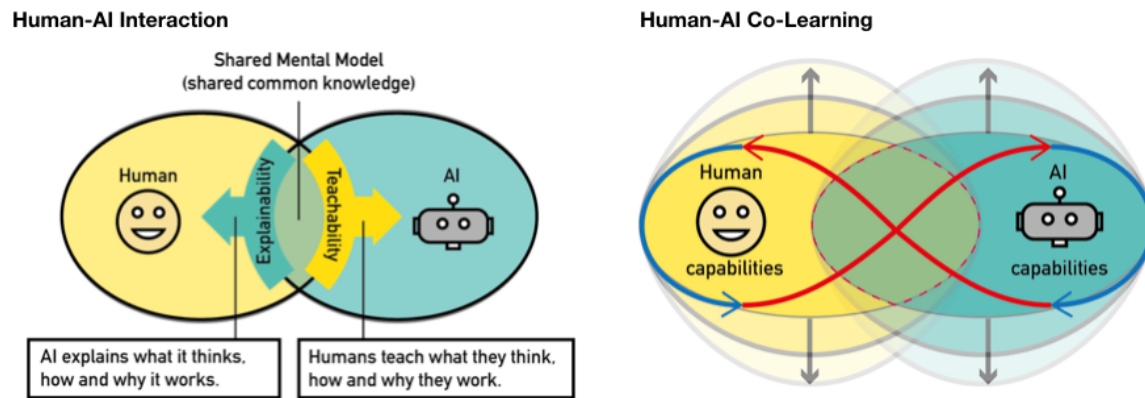 Human-AI Interaction
Shared Mental Model
(shared common knowledge)
Human
AI
Explainability
Teachability
AI explains what it thinks,
how and why it works.
Humans teach what they think,
how and why they work.
Human-AI Co-Learning
Human
capabilities
AI
capabilities